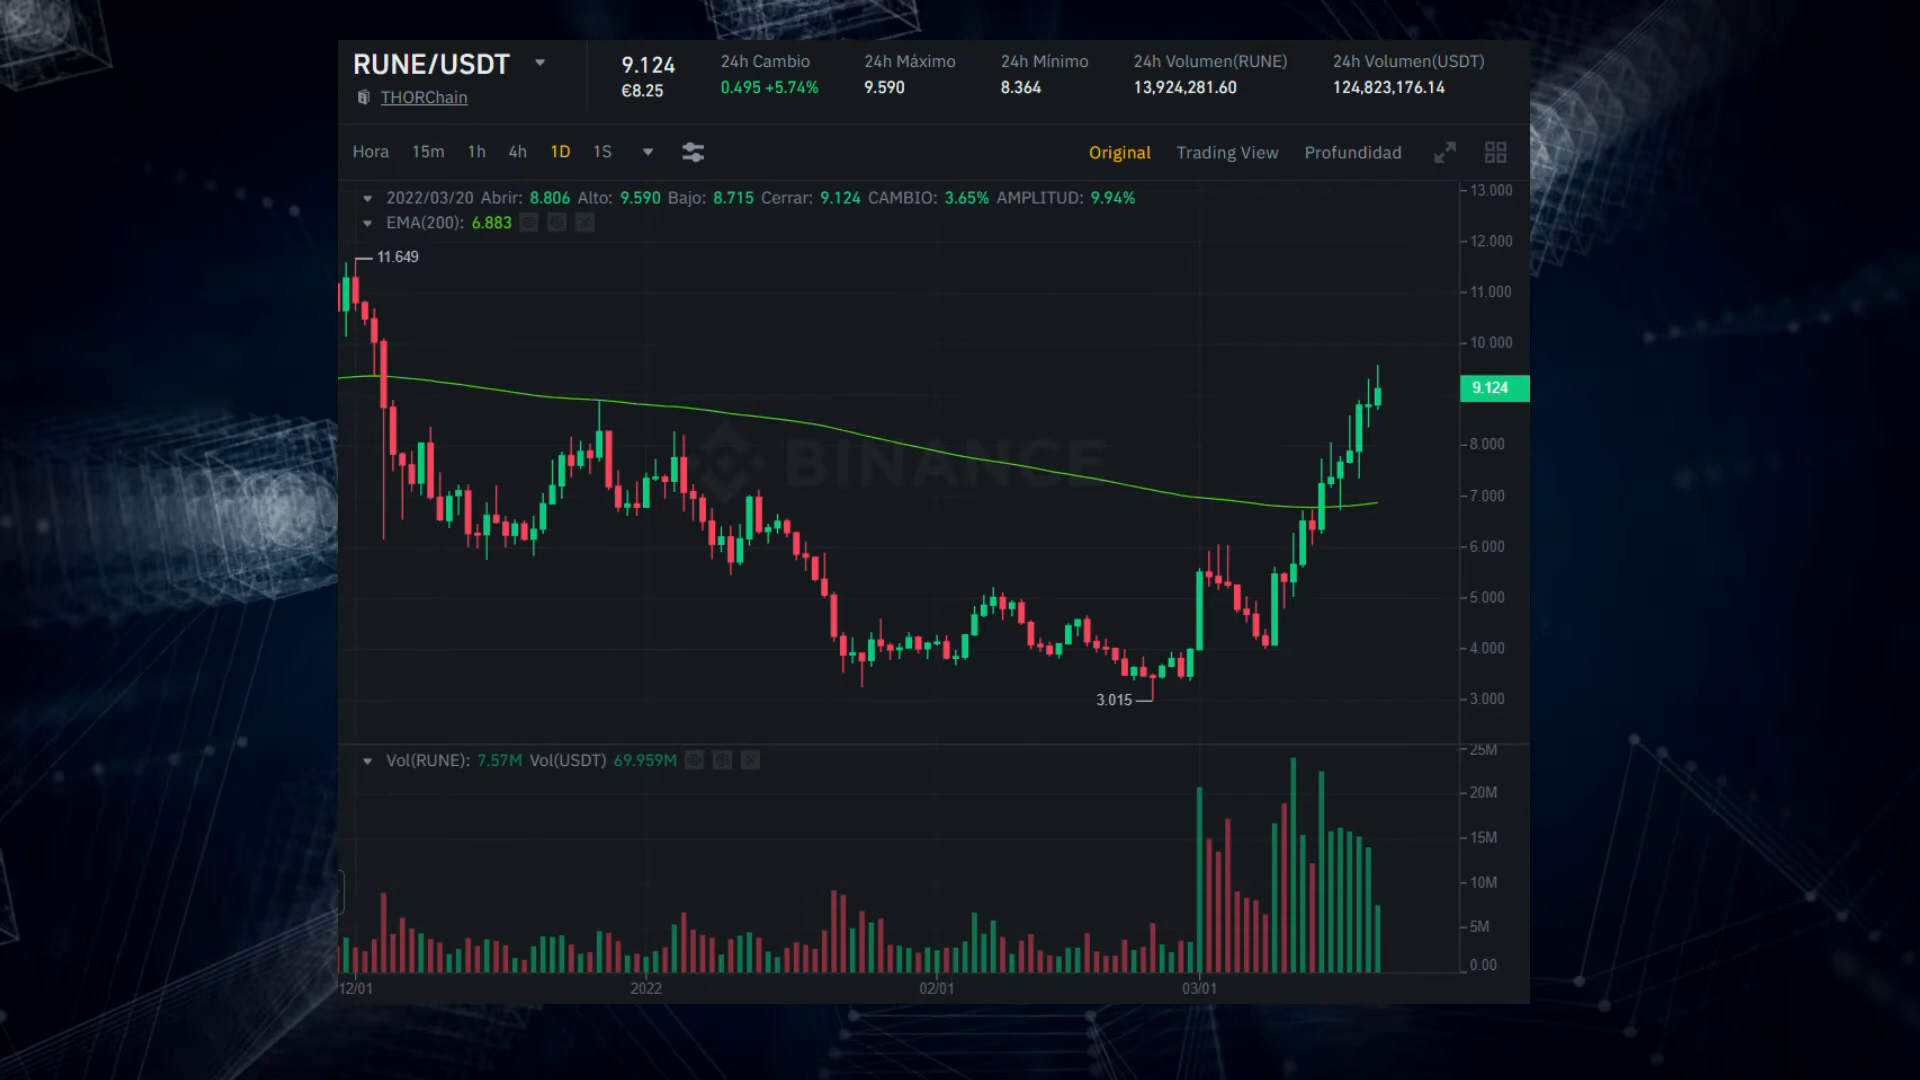 RUNE/USDT
THORChain
9.124
€8.25
24h Cambio
0.495 +5.74%
24h Máximo
9.590
24h Mínimo
8.364
24h Volumen(RUNE)
13,924,281.60
24h Volumen(USDT)
124,823,176.14
Hora 15m 1h 4h 1D 1S
Original Trading View Profundidad
2022/03/20 Abrir: 8.806 Alto: 9.590 Bajo: 8.715 Cerrar: 9.124 CAMBIO: 3.65% AMPLITUD: 9.94%
EMA(200): 6.883
11.649
BINANCE
3.015
13.000
12.000
11.000
10.000
9.124
8.000
7.000
6.000
5.000
4.000
3.000
Vol(RUNE): 7.57M Vol(USDT) 69.959M
25M
20M
15M
10M
5M
0.00
12/01 2022 02/01 03/01